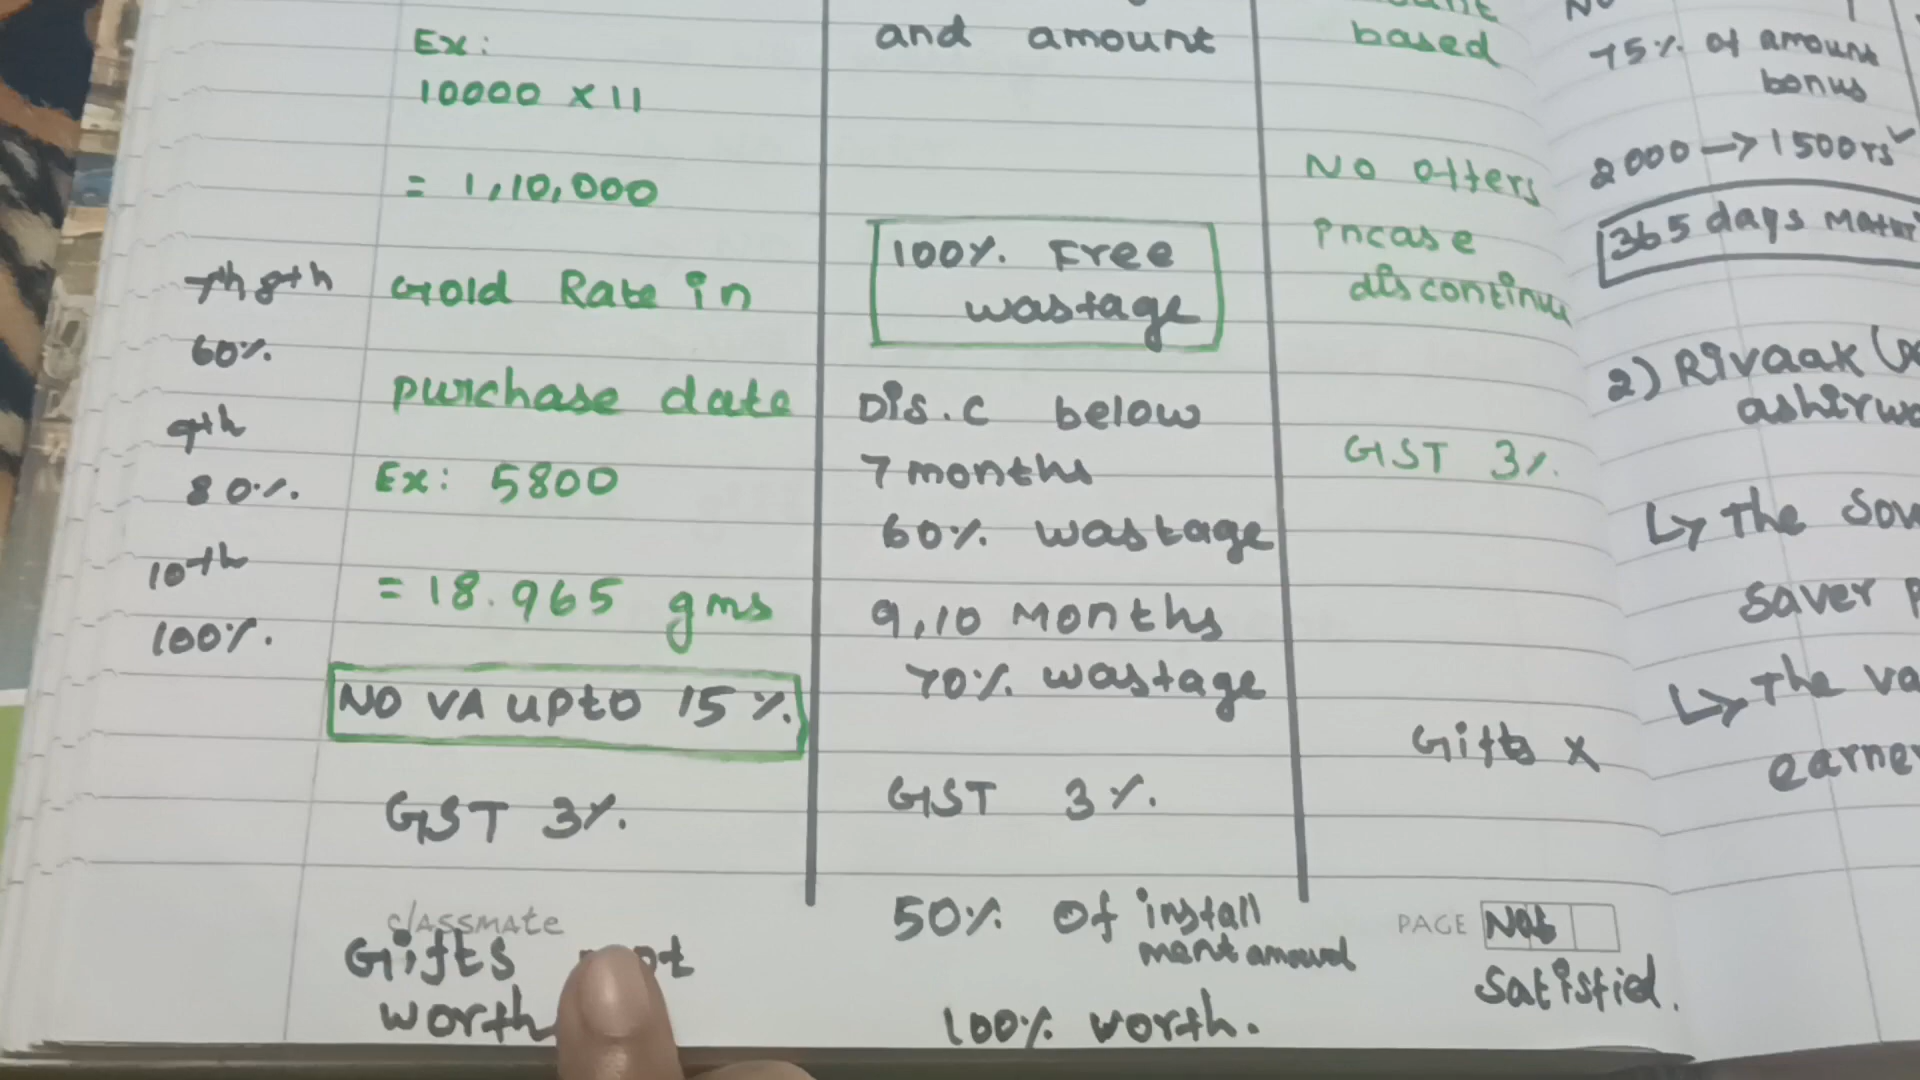 7th 8th
60%.
9th
80%.
10th
100%.
Ex:
10000 x 11
= 1,10,000
Gold Rate in
purchase date
Ex: 5800
= 18.965 gms
NO VA upto 15%.
GST 3%.
classmate
Gifts
worth
and amount
100%. Free
wastage
Dis.c below
7 months
60%. wastage
9,10 Months
70%. wastage
GST 3%.
50%. Of install
ment amount
100%. worth.
based
No offers
Pncase
discontinue
GST 3%.
Gifts x
PAGE
Not
Satisfied.
75%. of amount
bonus
2000 → 1500rs ✓
365 days
2) Rivaak
↳ The
Saver
↳ The